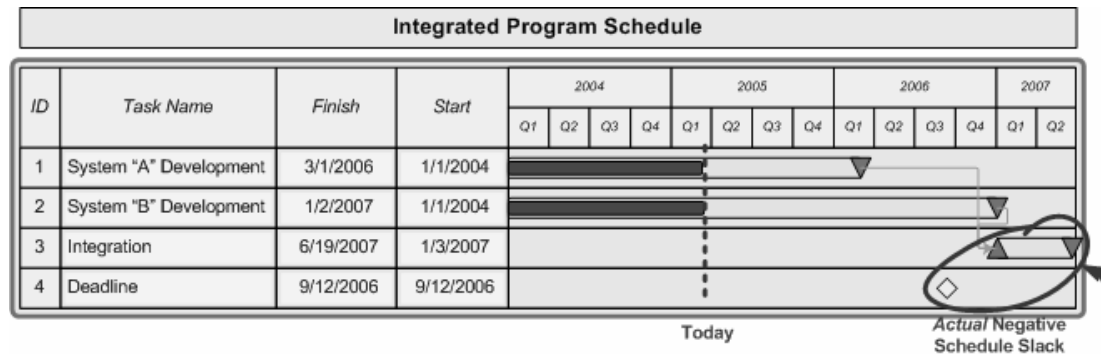 Integrated Program Schedule
ID Task Name Finish Start 2004 2005 2006 2007
Q1 Q2 Q3 Q4 Q1 Q2 Q3 Q4 Q1 Q2 Q3 Q4 Q1 Q2
1 System "A" Development 3/1/2006 1/1/2004
2 System "B" Development 1/2/2007 1/1/2004
3 Integration 6/19/2007 1/3/2007
4 Deadline 9/12/2006 9/12/2006
Today
Actual Negative
Schedule Slack